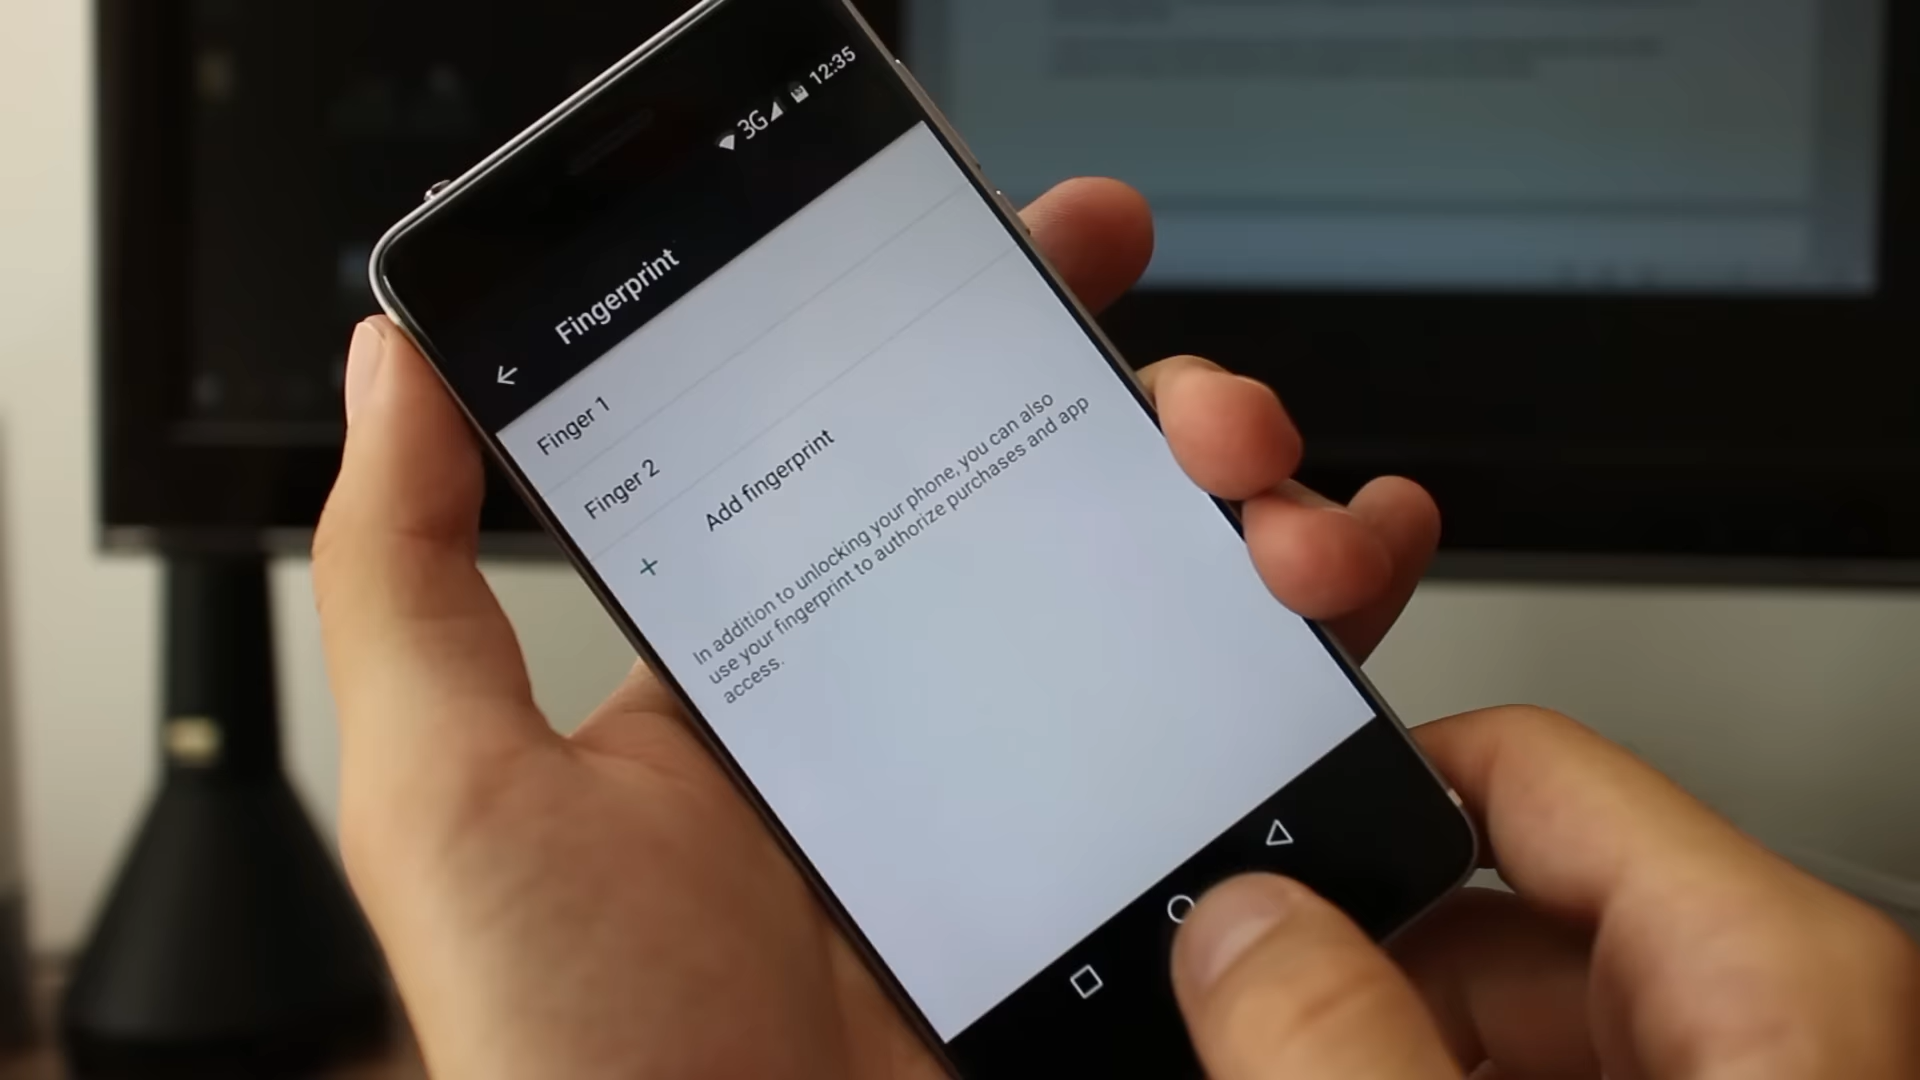 3G 12:35
Fingerprint
Finger 1
Finger 2
Add fingerprint
In addition to unlocking your phone, you can also
use your fingerprint to authorize purchases and app
access.